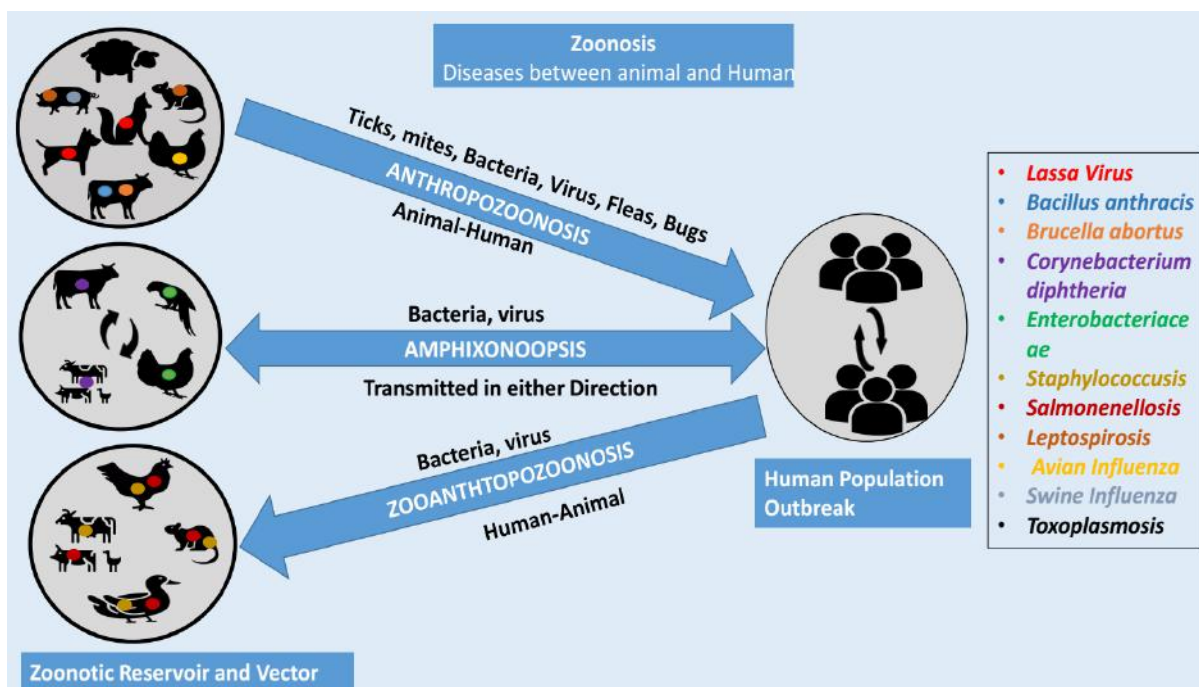 Zoonosis
Diseases between animal and Human
Ticks, mites, Bacteria, Virus, Fleas, Bugs
ANTHROPOZOONOSIS
Animal-Human
Bacteria, virus
AMPHIXONOOPSIS
Transmitted in either Direction
Bacteria, virus
ZOOANTHTOPOZOONOSIS
Human-Animal
Human Population
Outbreak
Zoonotic Reservoir and Vector
• Lassa Virus
• Bacillus anthracis
• Brucella abortus
• Corynebacterium
diphtheria
• Enterobacteriace
ae
• Staphylococcusis
• Salmonenellosis
• Leptospirosis
• Avian Influenza
• Swine Influenza
• Toxoplasmosis